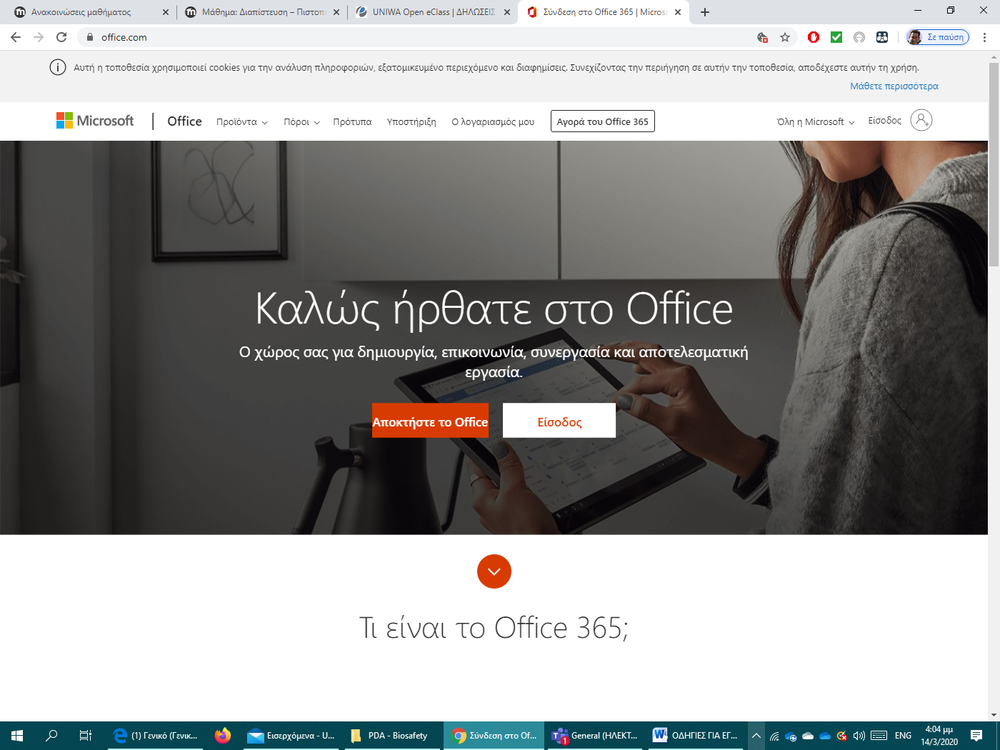 Ανακοινώσεις μαθήματος
Μάθημα: Διαπίστευση – Πιστοπο
UNIWA Open eClass | ΔΗΛΩΣΕΙΣ
Σύνδεση στο Office 365 | Micros
office.com
Σε παύση
Αυτή η τοποθεσία χρησιμοποιεί cookies για την ανάλυση πληροφοριών, εξατομικευμένο περιεχόμενο και διαφημίσεις. Συνεχίζοντας την περιήγηση σε αυτήν την τοποθεσία, αποδέχεστε αυτήν τη χρήση.
Μάθετε περισσότερα
Microsoft | Office Προϊόντα Πόροι Πρότυπα Υποστήριξη Ο λογαριασμός μου Αγορά του Office 365 Όλη η Microsoft Είσοδος
Καλώς ήρθατε στο Office
Ο χώρος σας για δημιουργία, επικοινωνία, συνεργασία και αποτελεσματική
εργασία.
Αποκτήστε το Office
Είσοδος
Τι είναι το Office 365;
(1) Γενικό (Γενικ...
Εισερχόμενα - U...
PDA - Biosafety
Σύνδεση στο Of...
1
General (ΗΛΕΚΤ...
ΟΔΗΓΙΕΣ ΓΙΑ ΕΓ...
ENG
4:04 μμ
14/3/2020